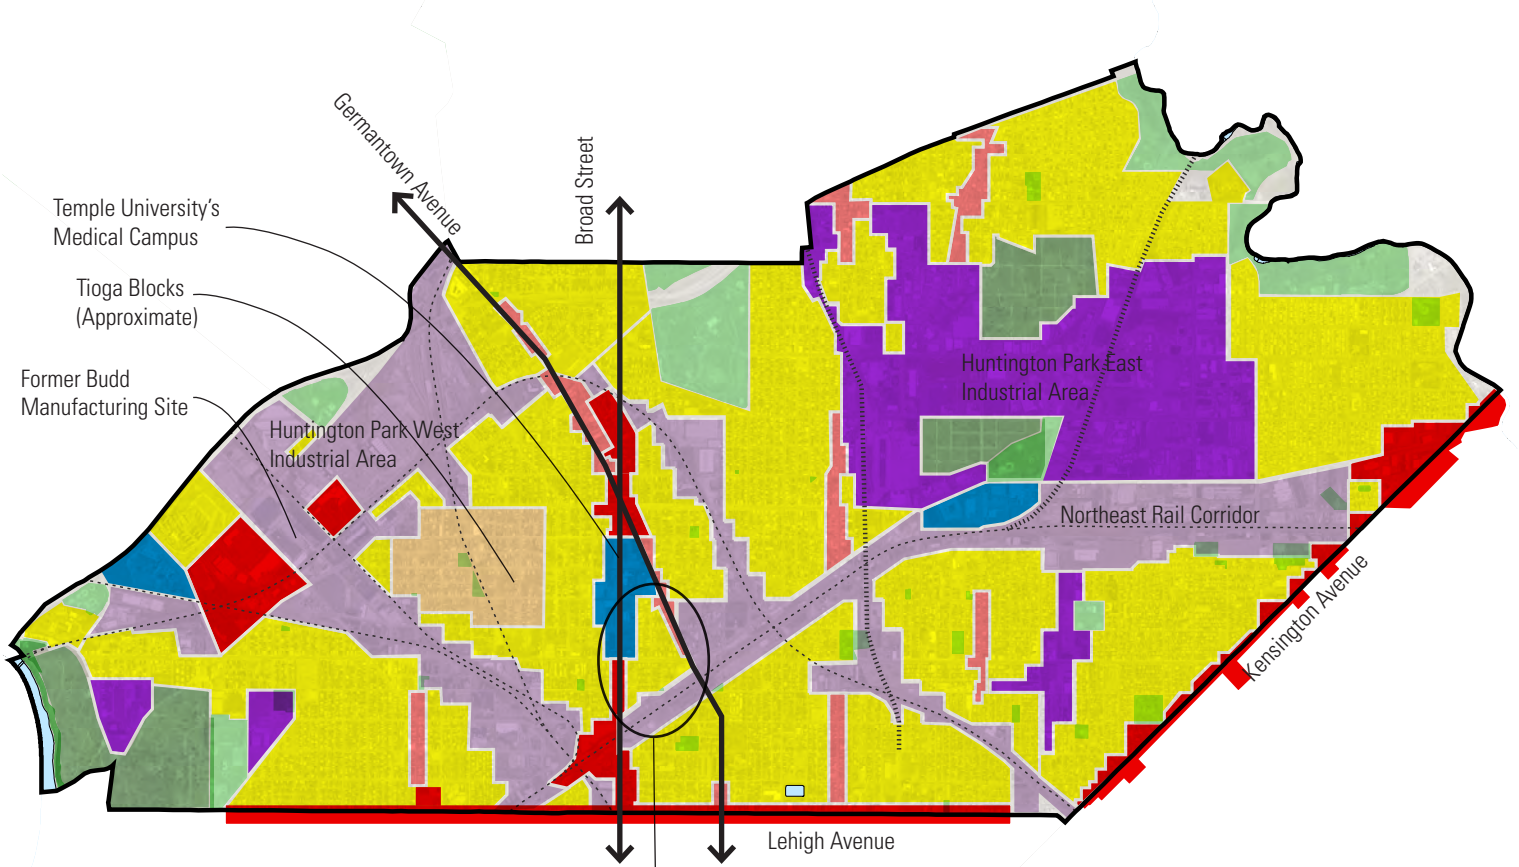 Germantown Avenue
Broad Street
Temple University's
Medical Campus
Tioga Blocks
(Approximate)
Former Budd
Manufacturing Site
Huntington Park West
Industrial Area
Huntington Park East
Industrial Area
Northeast Rail Corridor
Kensington Avenue
Lehigh Avenue